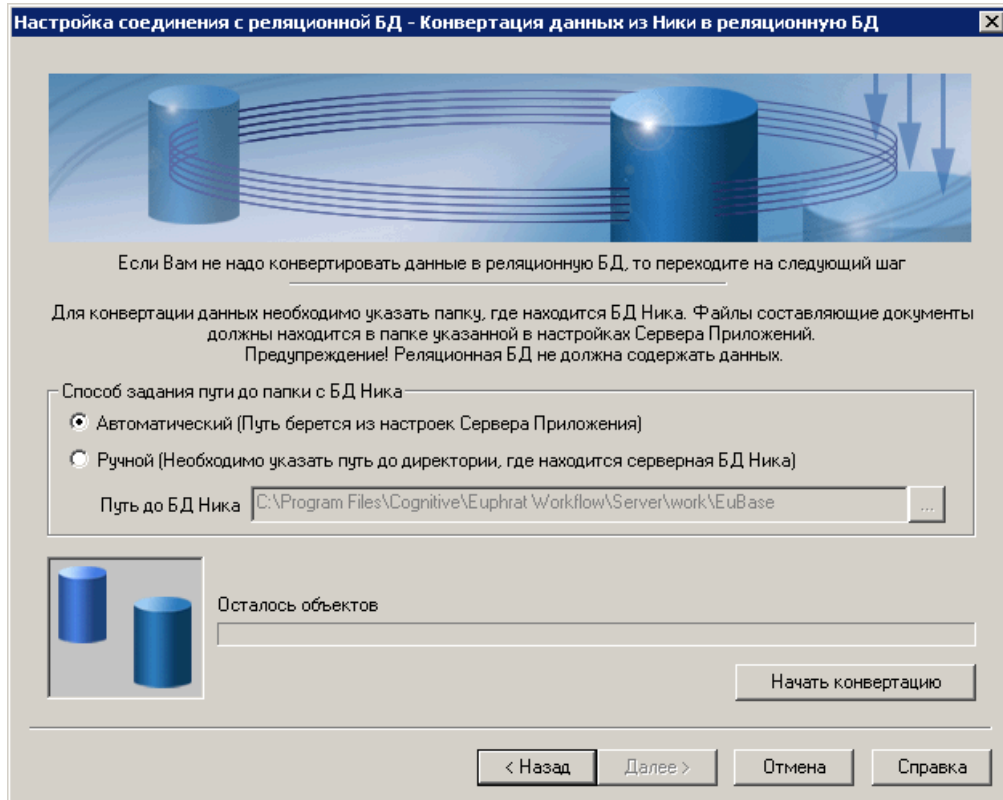 Настройка соединения с реляционной БД - Конвертация данных из Ники в реляционную БД
Если Вам не надо конвертировать данные в реляционную БД, то переходите на следующий шаг
Для конвертации данных необходимо указать папку, где находится БД Ника. Файлы составляющие документы
должны находится в папке указанной в настройках Сервера Приложений.
Предупреждение! Реляционная БД не должна содержать данных.
Способ задания пути до папки с БД Ника
Автоматический (Путь берется из настроек Сервера Приложения)
Ручной (Необходимо указать путь до директории, где находится серверная БД Ника)
Путь до БД Ника C:\Program Files\Cognitive\Euphrat Workflow\Server\work\EuBase ...
Осталось объектов
Начать конвертацию
< Назад Далее > Отмена Справка